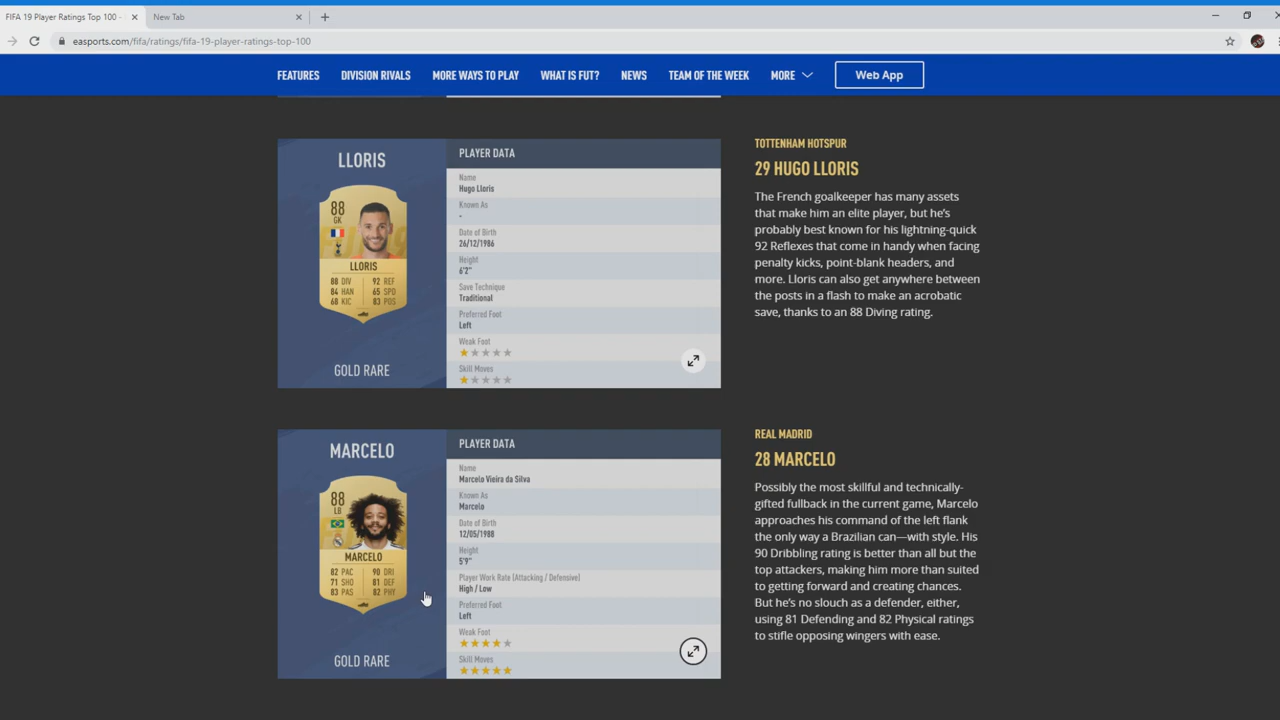 FIFA 19 Player Ratings Top 100 -
New Tab
easports.com/fifa/ratings/fifa-19-player-ratings-top-100
FEATURES DIVISION RIVALS MORE WAYS TO PLAY WHAT IS FUT? NEWS TEAM OF THE WEEK MORE Web App
LLORIS
88
GK
LLORIS
88 DIV 92 REF
84 HAN 65 SPD
68 KIC 83 POS
GOLD RARE
PLAYER DATA
Name
Hugo Lloris
Known As
-
Date of Birth
26/12/1986
Height
6'2"
Save Technique
Traditional
Preferred Foot
Left
Weak Foot
Skill Moves
TOTTENHAM HOTSPUR
29 HUGO LLORIS
The French goalkeeper has many assets
that make him an elite player, but he's
probably best known for his lightning-quick
92 Reflexes that come in handy when facing
penalty kicks, point-blank headers, and
more. Lloris can also get anywhere between
the posts in a flash to make an acrobatic
save, thanks to an 88 Diving rating.
MARCELO
88
LB
MARCELO
82 PAC 90 DRI
71 SHO 81 DEF
83 PAS 82 PHY
GOLD RARE
PLAYER DATA
Name
Marcelo Vieira da Silva
Known As
Marcelo
Date of Birth
12/05/1988
Height
5'9"
Player Work Rate (Attacking / Defensive)
High / Low
Preferred Foot
Left
Weak Foot
Skill Moves
REAL MADRID
28 MARCELO
Possibly the most skillful and technically-
gifted fullback in the current game, Marcelo
approaches his command of the left flank
the only way a Brazilian can—with style. His
90 Dribbling rating is better than all but the
top attackers, making him more than suited
to getting forward and creating chances.
But he's no slouch as a defender, either,
using 81 Defending and 82 Physical ratings
to stifle opposing wingers with ease.